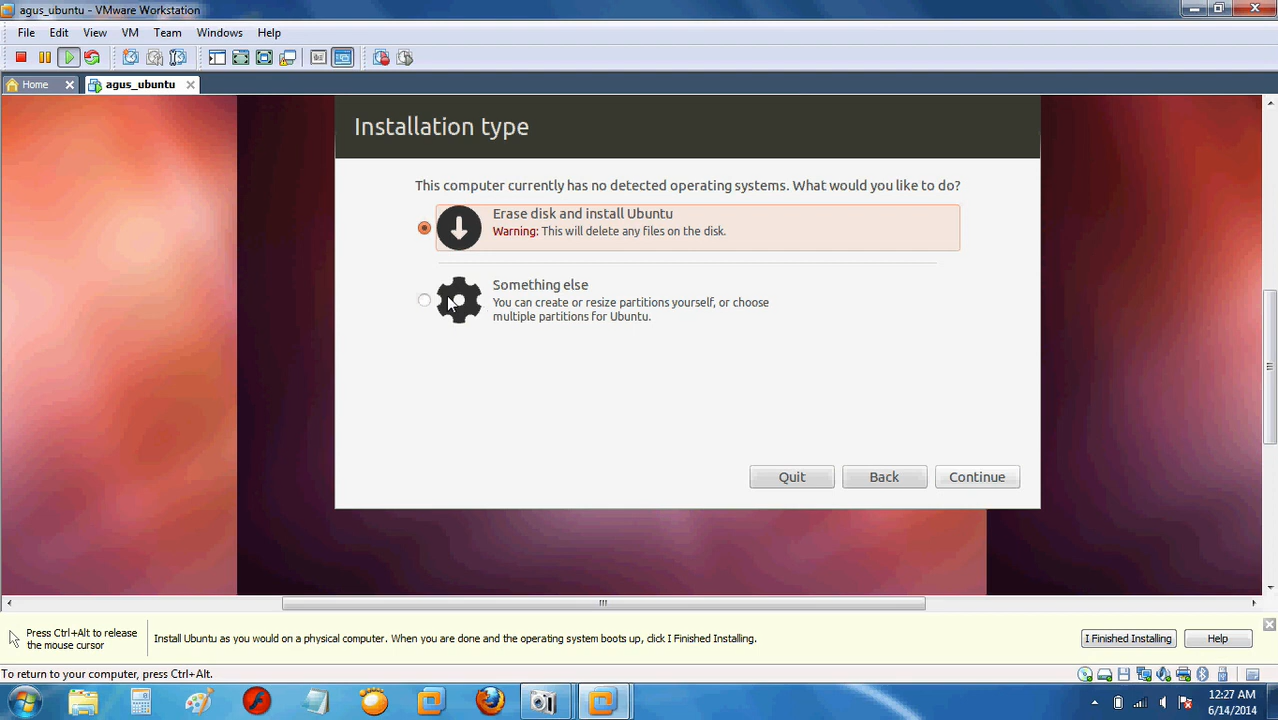 agus_ubuntu - VMware Workstation
File Edit View VM Team Windows Help
Home agus_ubuntu
Installation type
This computer currently has no detected operating systems. What would you like to do?
Erase disk and install Ubuntu
Warning: This will delete any files on the disk.
Something else
You can create or resize partitions yourself, or choose
multiple partitions for Ubuntu.
Quit Back Continue
Press Ctrl+Alt to release
the mouse cursor
Install Ubuntu as you would on a physical computer. When you are done and the operating system boots up, click I Finished Installing.
I Finished Installing Help
To return to your computer, press Ctrl+Alt.
12:27 AM
6/14/2014